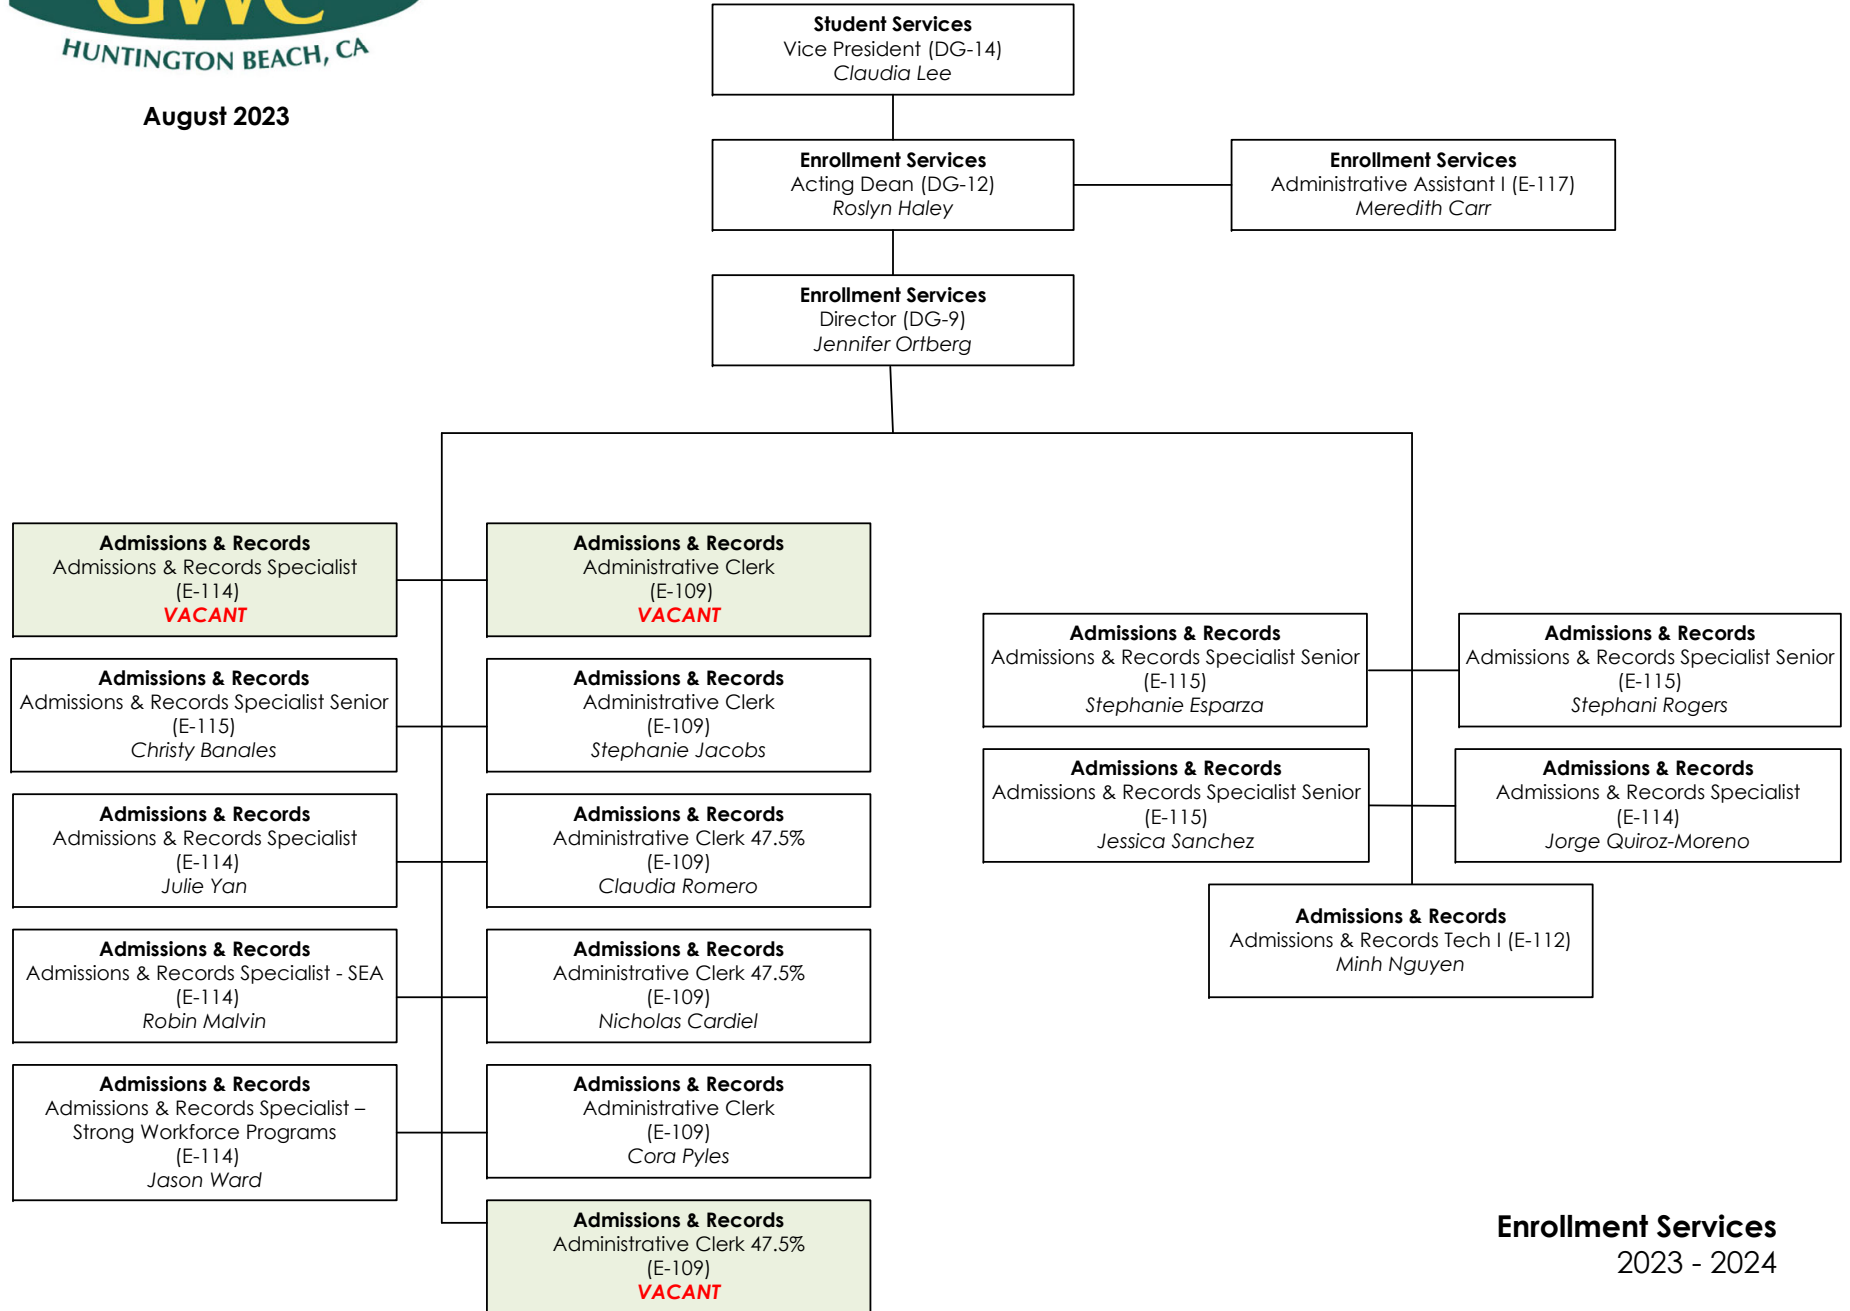 GWC
HUNTINGTON BEACH, CA
August 2023
Student Services
Vice President (DG-14)
Claudia Lee
Enrollment Services
Acting Dean (DG-12)
Roslyn Haley
Enrollment Services
Administrative Assistant I (E-117)
Meredith Carr
Enrollment Services
Director (DG-9)
Jennifer Ortberg
Admissions & Records
Admissions & Records Specialist
(E-114)
VACANT
Admissions & Records
Administrative Clerk
(E-109)
VACANT
Admissions & Records
Admissions & Records Specialist Senior
(E-115)
Christy Banales
Admissions & Records
Administrative Clerk
(E-109)
Stephanie Jacobs
Admissions & Records
Admissions & Records Specialist
(E-114)
Julie Yan
Admissions & Records
Administrative Clerk 47.5%
(E-109)
Claudia Romero
Admissions & Records
Admissions & Records Specialist - SEA
(E-114)
Robin Malvin
Admissions & Records
Administrative Clerk 47.5%
(E-109)
Nicholas Cardiel
Admissions & Records
Admissions & Records Specialist –
Strong Workforce Programs
(E-114)
Jason Ward
Admissions & Records
Administrative Clerk
(E-109)
Cora Pyles
Admissions & Records
Administrative Clerk 47.5%
(E-109)
VACANT
Admissions & Records
Admissions & Records Specialist Senior
(E-115)
Stephanie Esparza
Admissions & Records
Admissions & Records Specialist Senior
(E-115)
Stephani Rogers
Admissions & Records
Admissions & Records Specialist Senior
(E-115)
Jessica Sanchez
Admissions & Records
Admissions & Records Specialist
(E-114)
Jorge Quiroz-Moreno
Admissions & Records
Admissions & Records Tech I (E-112)
Minh Nguyen
Enrollment Services
2023 - 2024